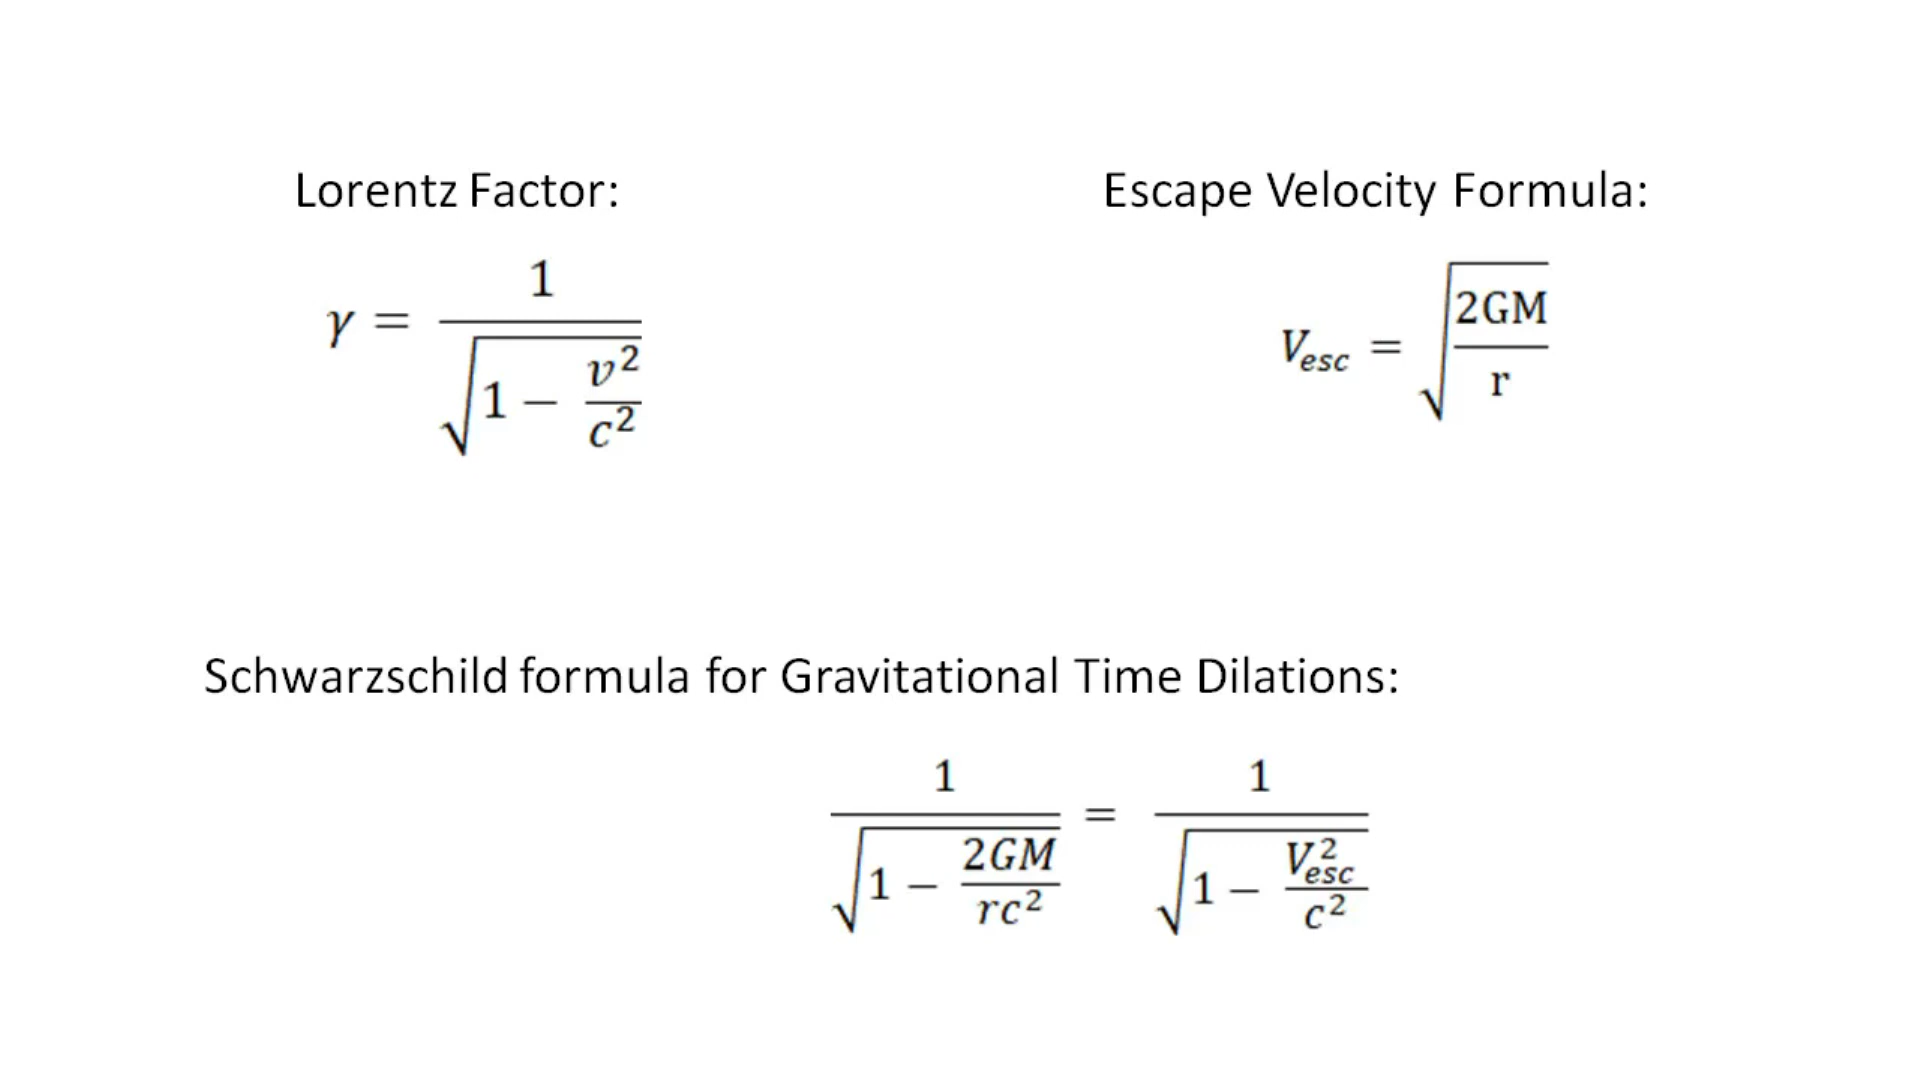 Lorentz Factor:
Escape Velocity Formula:
γ = 1 / √(1 − v²/c²)
V_esc = √(2GM/r)
Schwarzschild formula for Gravitational Time Dilations:
1 / √(1 − 2GM/rc²) = 1 / √(1 − V²_esc/c²)